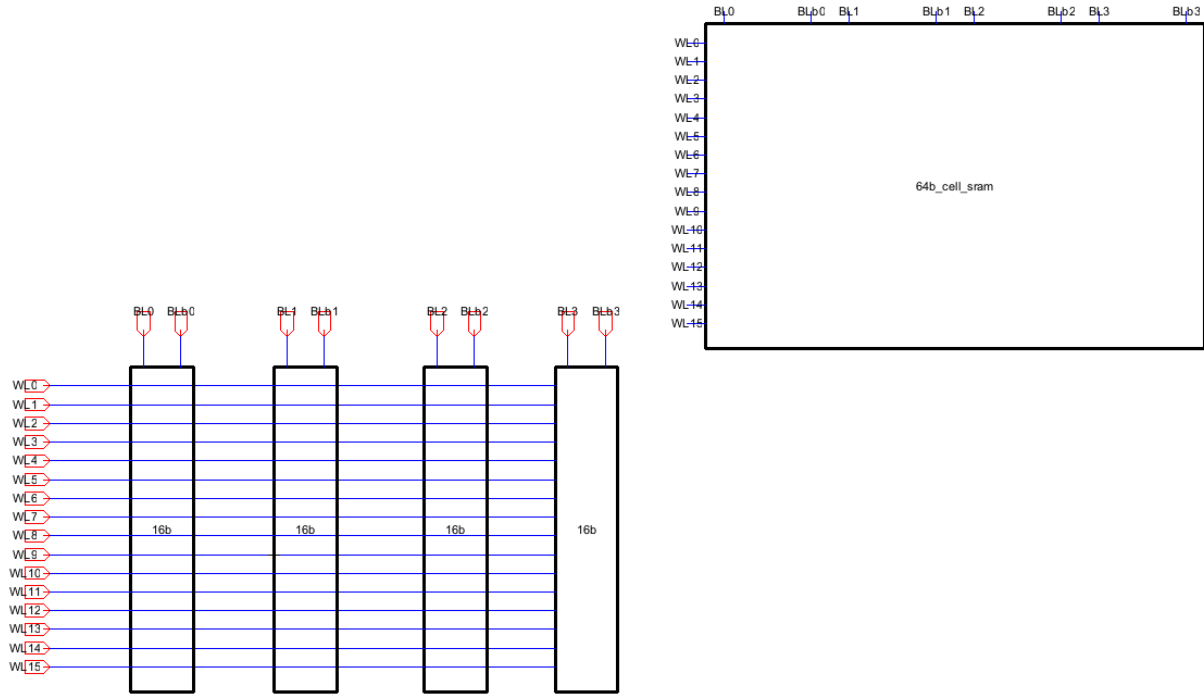 BL0 BLb0 BL1 BLb1 BL2 BLb2 BL3 BLb3
WL0
WL1
WL2
WL3
WL4
WL5
WL6
WL7
WL8
WL9
WL10
WL11
WL12
WL13
WL14
WL15
64b_cell_sram
BL0 BLb0 BL1 BLb1 BL2 BLb2 BL3 BLb3
WL0
WL1
WL2
WL3
WL4
WL5
WL6
WL7
WL8
WL9
WL10
WL11
WL12
WL13
WL14
WL15
16b 16b 16b 16b